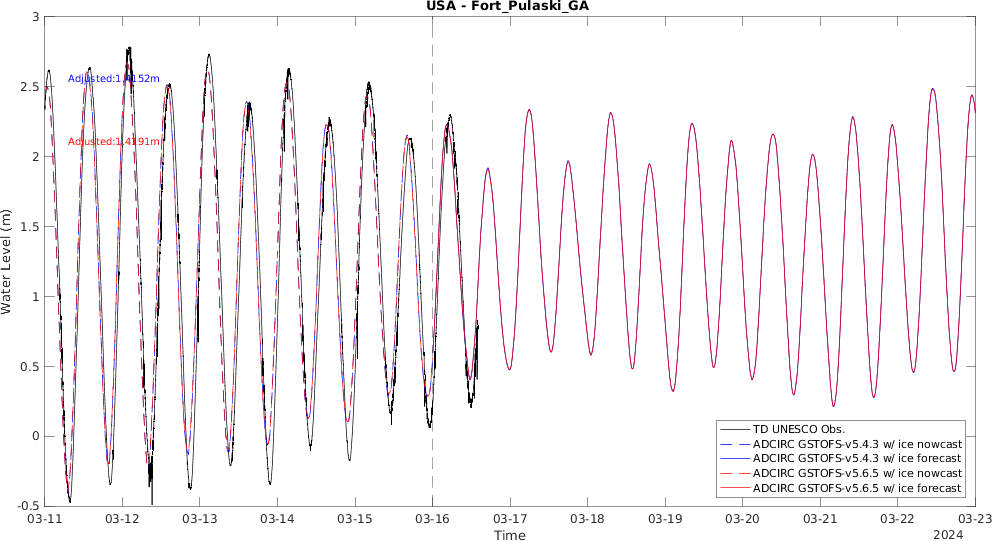 USA - Fort_Pulaski_GA
3
2.5
2
1.5
1
0.5
0
-0.5
Water Level (m)
Adjusted:1.4152m
Adjusted:1.4191m
TD UNESCO Obs.
ADCIRC GSTOFS-v5.4.3 w/ ice nowcast
ADCIRC GSTOFS-v5.4.3 w/ ice forecast
ADCIRC GSTOFS-v5.6.5 w/ ice nowcast
ADCIRC GSTOFS-v5.6.5 w/ ice forecast
03-11 03-12 03-13 03-14 03-15 03-16 03-17 03-18 03-19 03-20 03-21 03-22 03-23
Time
2024